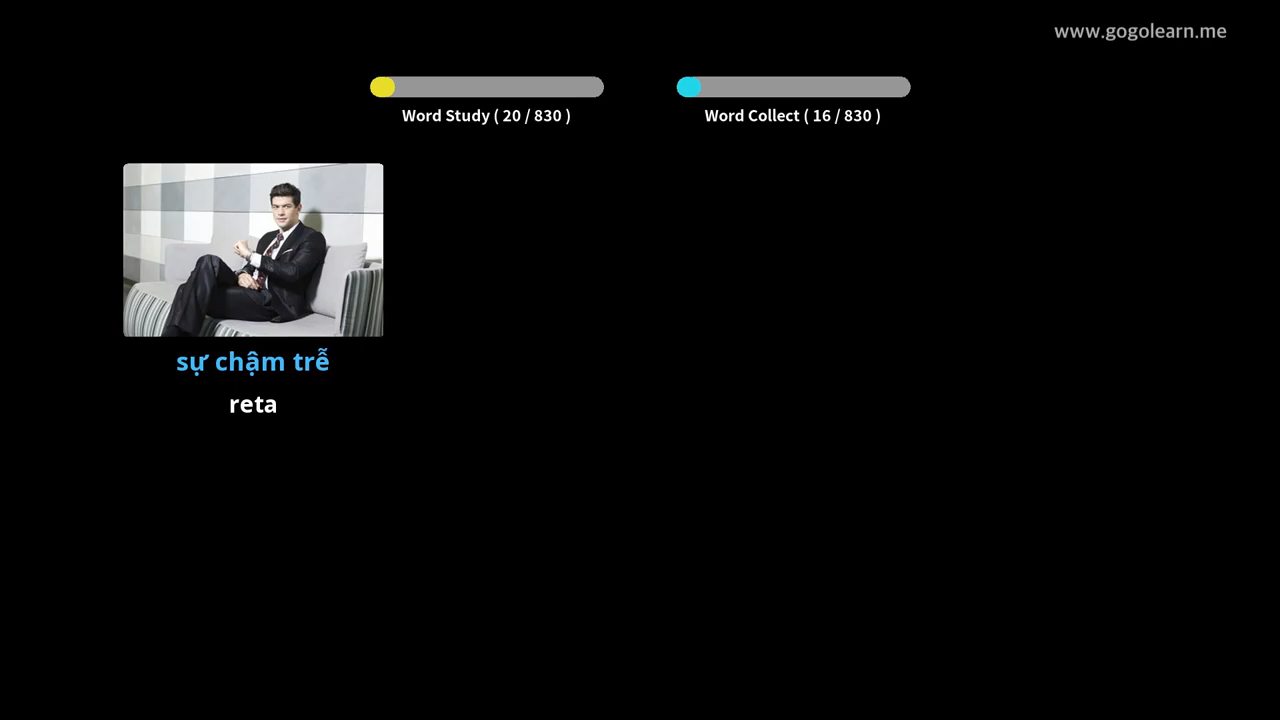 www.gogolearn.me
Word Study ( 20 / 830 )
Word Collect ( 16 / 830 )
sự chậm trễ
reta